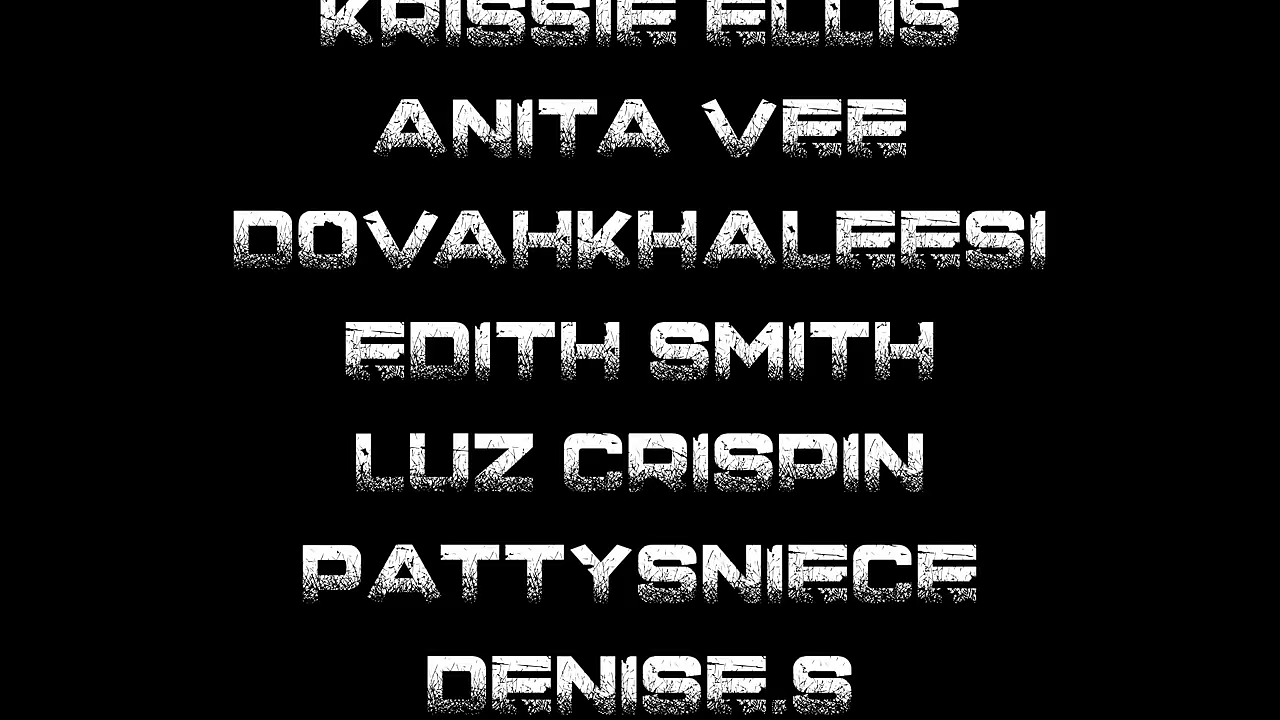 KRISSIE ELLIS
ANITA VEE
DOVAHKHALEESI
EDITH SMITH
LUZ CRISPIN
PATTYSNIECE
DENISE.S